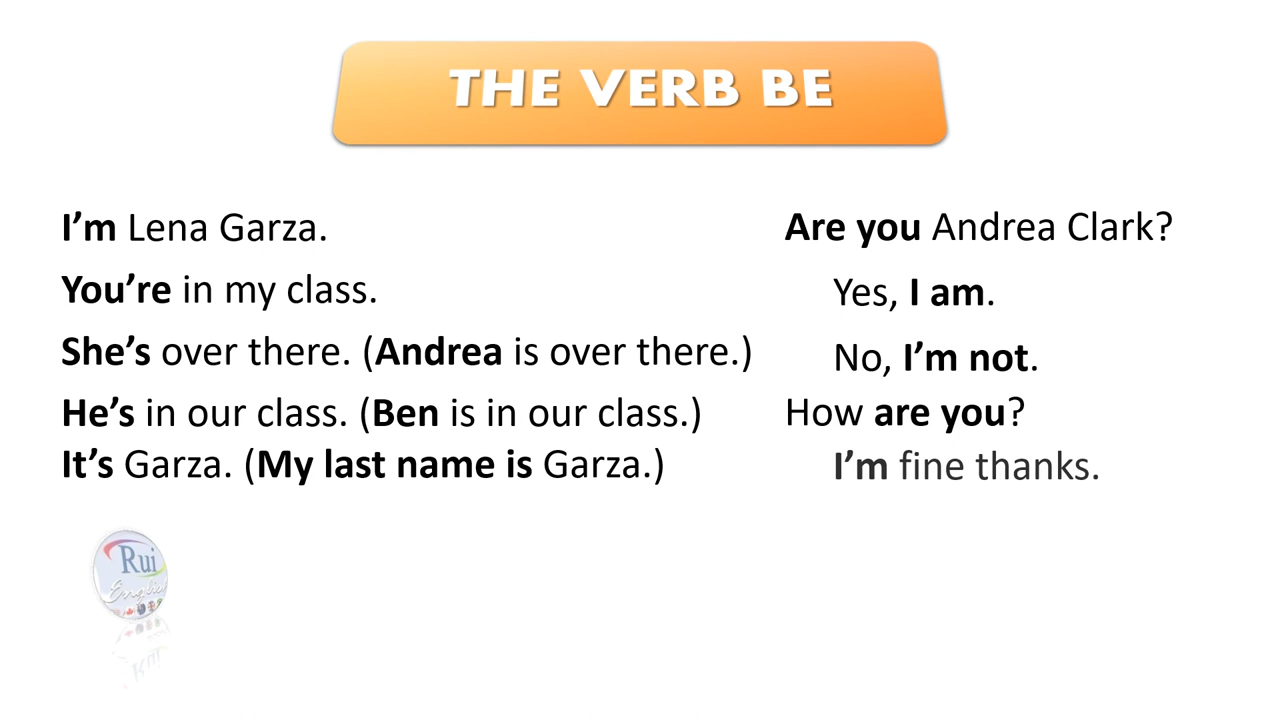 THE VERB BE
I’m Lena Garza.
You’re in my class.
She’s over there. (Andrea is over there.)
He’s in our class. (Ben is in our class.)
It’s Garza. (My last name is Garza.)
Are you Andrea Clark?
Yes, I am.
No, I’m not.
How are you?
I’m fine thanks.
Rui
English